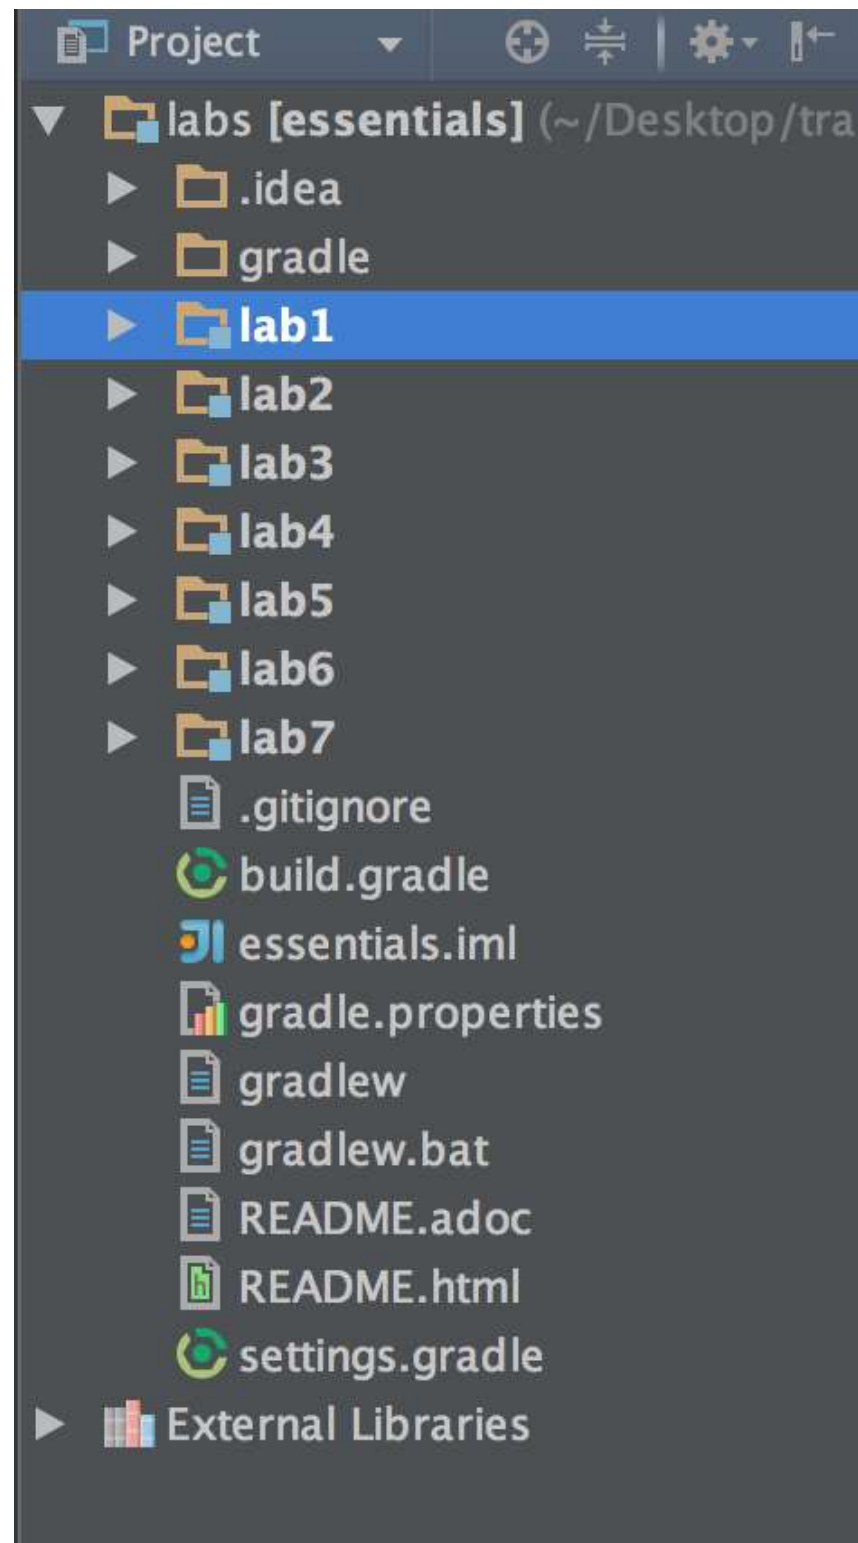 Project
labs [essentials] (~/Desktop/tra
.idea
gradle
lab1
lab2
lab3
lab4
lab5
lab6
lab7
.gitignore
build.gradle
essentials.iml
gradle.properties
gradlew
gradlew.bat
README.adoc
README.html
settings.gradle
External Libraries